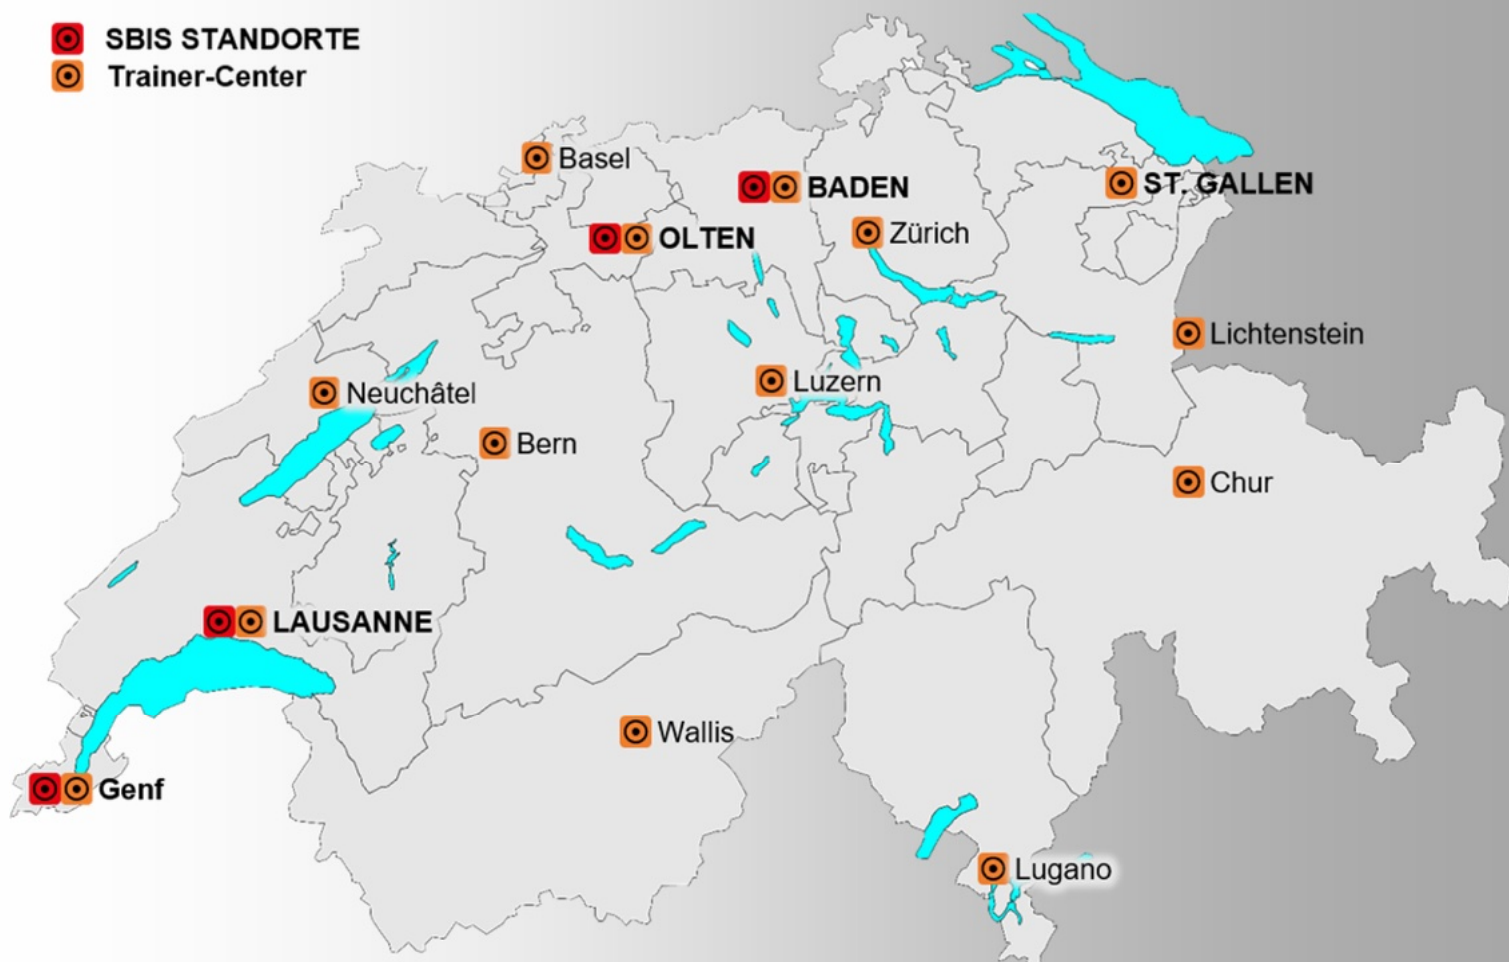 SBIS STANDORTE
Trainer-Center
Basel
BADEN
ST. GALLEN
OLTEN
Zürich
Lichtenstein
Luzern
Neuchâtel
Bern
Chur
LAUSANNE
Wallis
Genf
Lugano